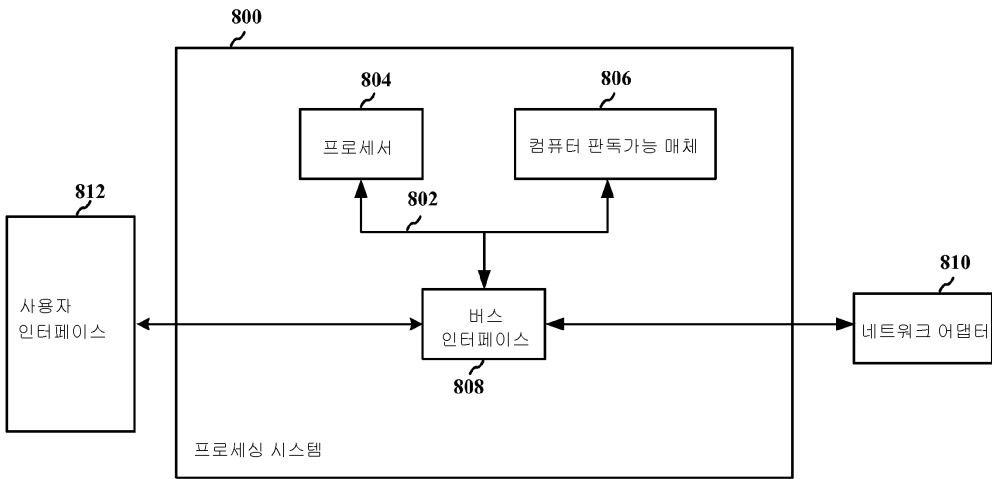 800
804
806
프로세서
컴퓨터 판독가능 매체
812
802
810
사용자
인터페이스
버스
인터페이스
네트워크 어댑터
808
프로세싱 시스템